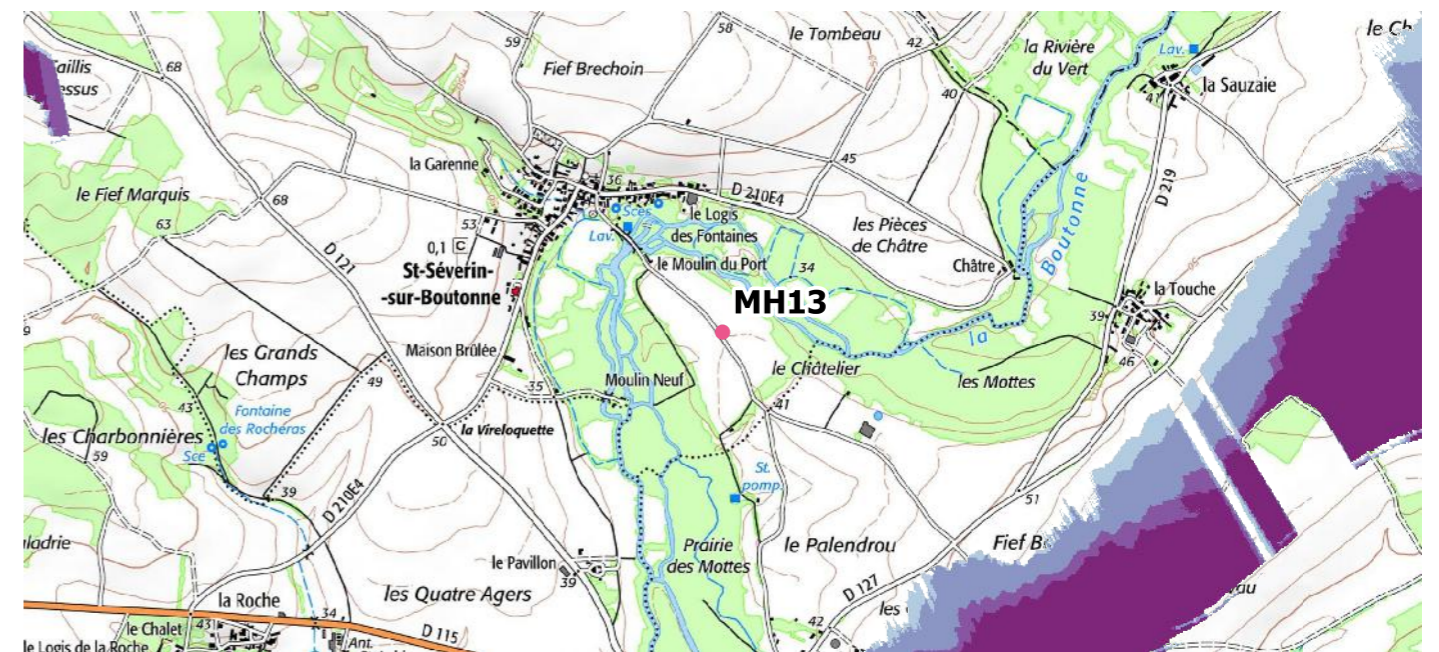 59
58
le Tombeau
42
la Rivière
du Vert
Lav.
le Ch
Taillis
essus
68
Fief Brechoin
40
41
la Sauzaie
la Garenne
36
45
D 210E4
D 219
le Fief Marquis
68
63
53
Sces
le Logis
des Fontaines
les Pièces
de Châtre
0,1 C
Lav.
St-Séverin-
-sur-Boutonne
D 121
le Moulin du Port
34
Châtre
la Boutonne
la Touche
MH13
39
9
50
les Grands
Champs
Maison Brûlée
49
35
Moulin Neuf
le Châtelier
les Mottes
46
43
Fontaine
des Rocheras
41
les Charbonnières
Sce
59
50
la Vireloquette
St.
pomp.
39
D 210E4
51
aladrie
le Pavillon
39
Prairie
des Mottes
le Palendrou
Fief B
les Quatre Agers
D 127
les
au
la Roche
34
le Chalet
43
Ant.
D 115
42
le Logis de la Roche